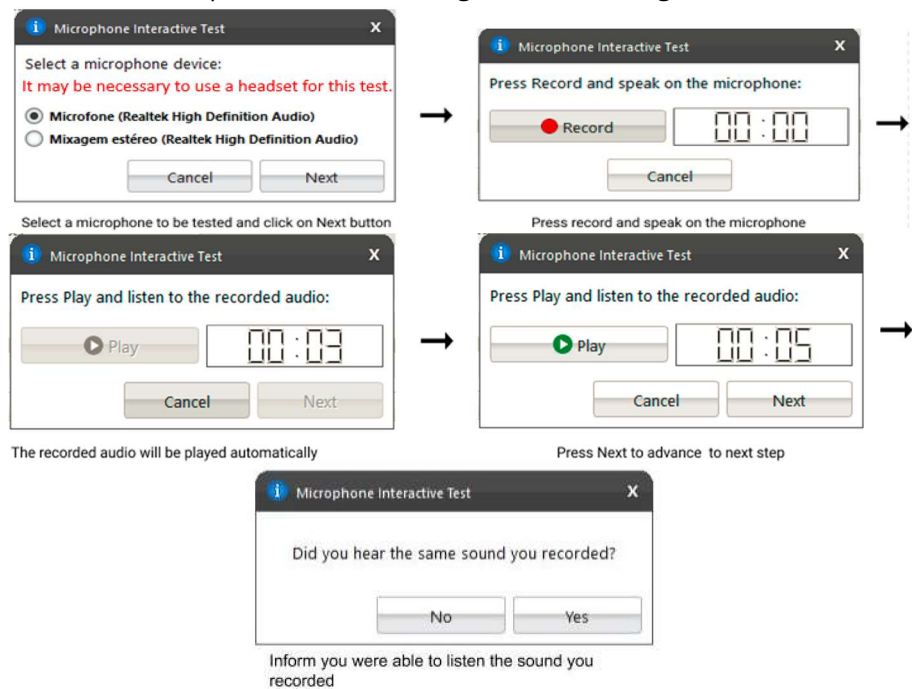 Microphone Interactive Test X
Select a microphone device:
It may be necessary to use a headset for this test.
Microfone (Realtek High Definition Audio)
Mixagem estéreo (Realtek High Definition Audio)
Cancel Next
Select a microphone to be tested and click on Next button
Microphone Interactive Test X
Press Record and speak on the microphone:
Record 00:00
Cancel
Press record and speak on the microphone
Microphone Interactive Test X
Press Play and listen to the recorded audio:
Play 00:03
Cancel Next
The recorded audio will be played automatically
Microphone Interactive Test X
Press Play and listen to the recorded audio:
Play 00:05
Cancel Next
Press Next to advance to next step
Microphone Interactive Test X
Did you hear the same sound you recorded?
No Yes
Inform you were able to listen the sound you
recorded